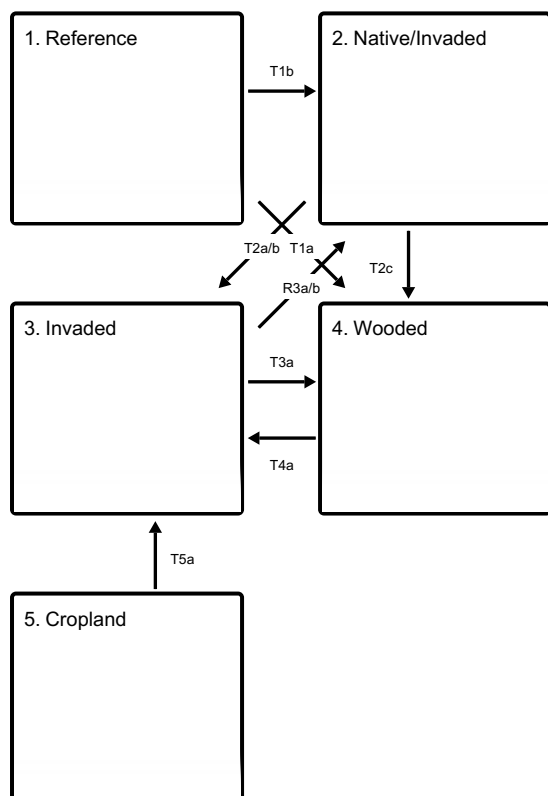 1. Reference
2. Native/Invaded
T1b
T2a/b
T1a
T2c
R3a/b
3. Invaded
4. Wooded
T3a
T4a
T5a
5. Cropland